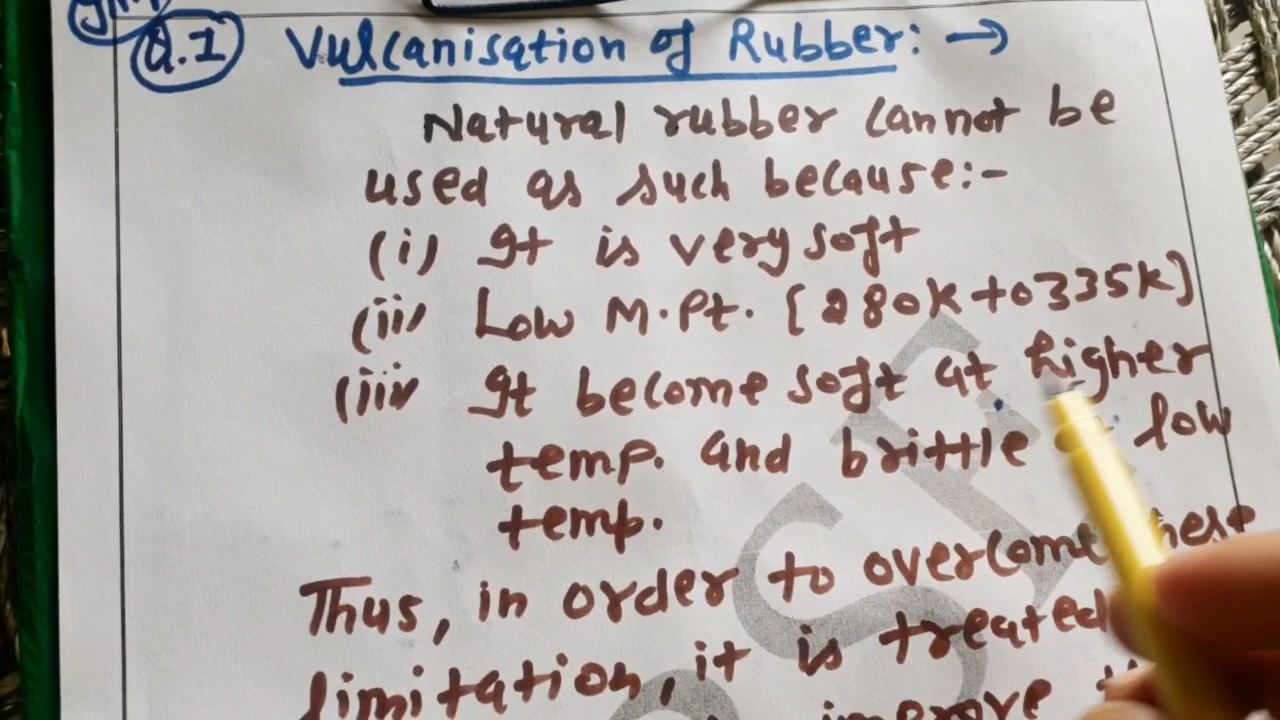 Q.1 Vulcanisation of Rubber: →
Natural rubber cannot be
used as such because:-
(i) It is very soft
(ii) Low M.Pt. [280K to 335K]
(iii) It become soft at higher
temp. and brittle low
temp.
Thus, in order to overcome
limitation, it is treated
improve